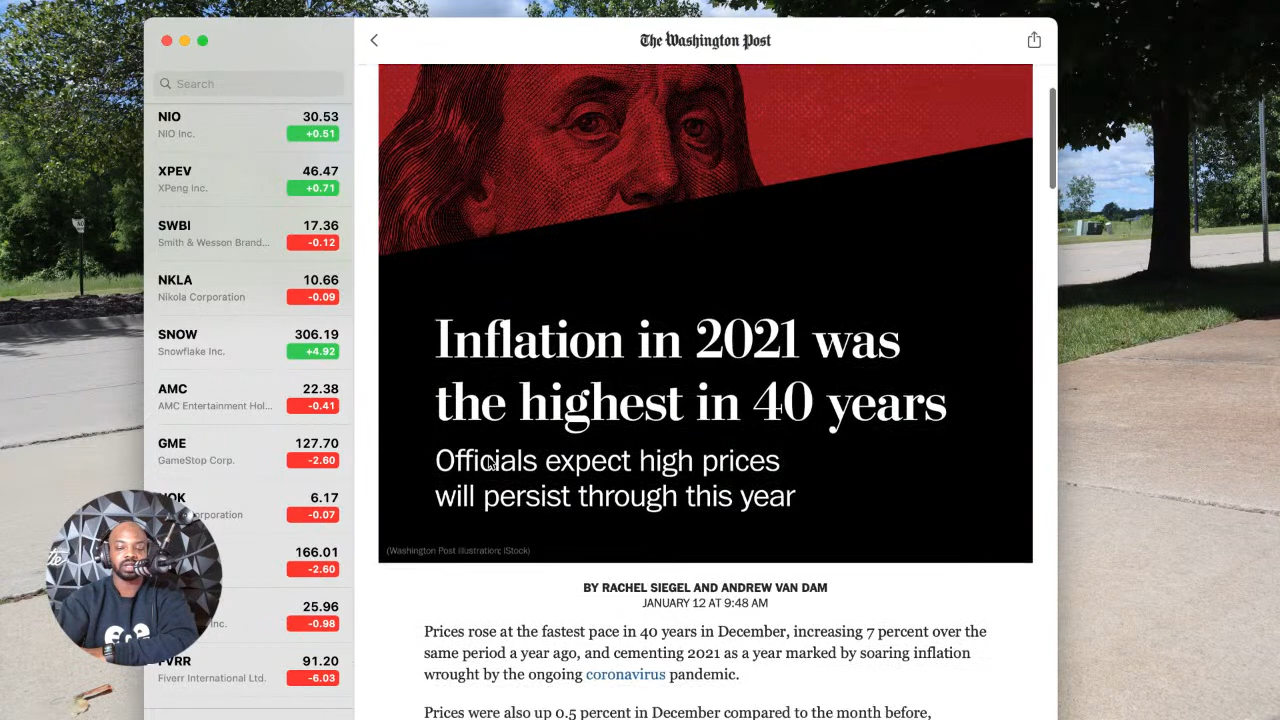 The Washington Post
Search
NIO 30.53
NIO Inc. +0.51
XPEV 46.47
XPeng Inc. +0.71
SWBI 17.36
Smith & Wesson Brand... -0.12
NKLA 10.66
Nikola Corporation -0.09
SNOW 306.19
Snowflake Inc. +4.92
AMC 22.38
AMC Entertainment Hol... -0.41
GME 127.70
GameStop Corp. -2.60
6.17
-0.07
166.01
-2.60
25.96
Inc. -0.98
91.20
Fiverr International Ltd. -6.03
Inflation in 2021 was
the highest in 40 years
Officials expect high prices
will persist through this year
(Washington Post illustration; iStock)
BY RACHEL SIEGEL AND ANDREW VAN DAM
JANUARY 12 AT 9:48 AM
Prices rose at the fastest pace in 40 years in December, increasing 7 percent over the
same period a year ago, and cementing 2021 as a year marked by soaring inflation
wrought by the ongoing coronavirus pandemic.
Prices were also up 0.5 percent in December compared to the month before,